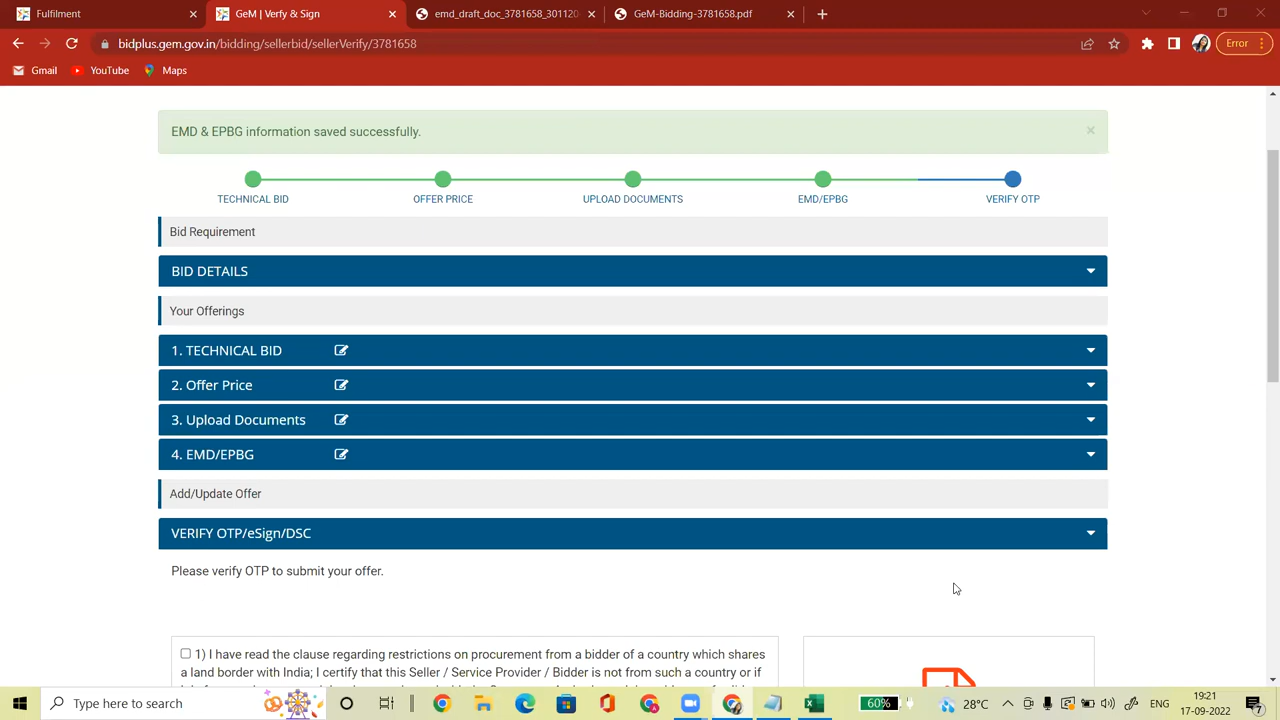 Fulfilment
GeM | Verfy & Sign
emd_draft_doc_3781658_301120
GeM-Bidding-3781658.pdf
bidplus.gem.gov.in/bidding/sellerbid/sellerVerify/3781658
Error
Gmail
YouTube
Maps
EMD & EPBG information saved successfully.
×
TECHNICAL BID
OFFER PRICE
UPLOAD DOCUMENTS
EMD/EPBG
VERIFY OTP
Bid Requirement
BID DETAILS
Your Offerings
1. TECHNICAL BID
2. Offer Price
3. Upload Documents
4. EMD/EPBG
Add/Update Offer
VERIFY OTP/eSign/DSC
Please verify OTP to submit your offer.
1) I have read the clause regarding restrictions on procurement from a bidder of a country which shares
a land border with India; I certify that this Seller / Service Provider / Bidder is not from such a country or if
Type here to search
60%
28°C
ENG
19:21
17-09-2022
7